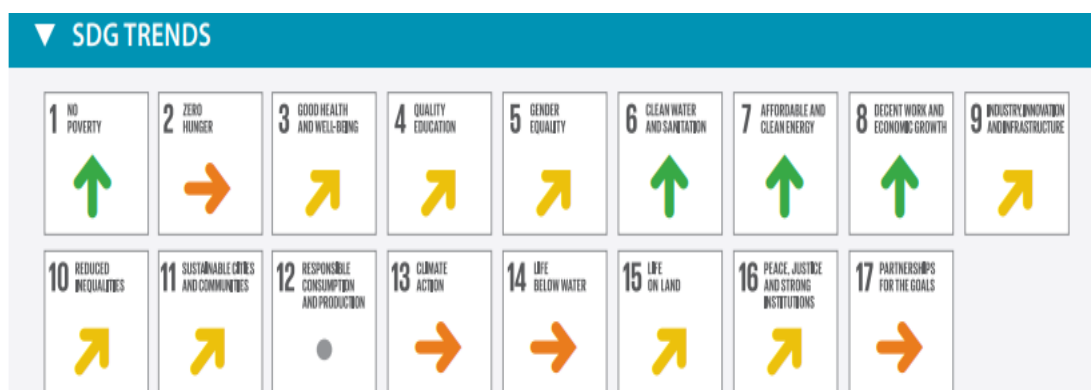 SDG TRENDS
1 NO
POVERTY
2 ZERO
HUNGER
3 GOOD HEALTH
AND WELL-BEING
4 QUALITY
EDUCATION
5 GENDER
EQUALITY
6 CLEAN WATER
AND SANITATION
7 AFFORDABLE AND
CLEAN ENERGY
8 DECENT WORK AND
ECONOMIC GROWTH
9 INDUSTRY, INNOVATION
AND INFRASTRUCTURE
10 REDUCED
INEQUALITIES
11 SUSTAINABLE CITIES
AND COMMUNITIES
12 RESPONSIBLE
CONSUMPTION
AND PRODUCTION
13 CLIMATE
ACTION
14 LIFE
BELOW WATER
15 LIFE
ON LAND
16 PEACE, JUSTICE
AND STRONG
INSTITUTIONS
17 PARTNERSHIPS
FOR THE GOALS